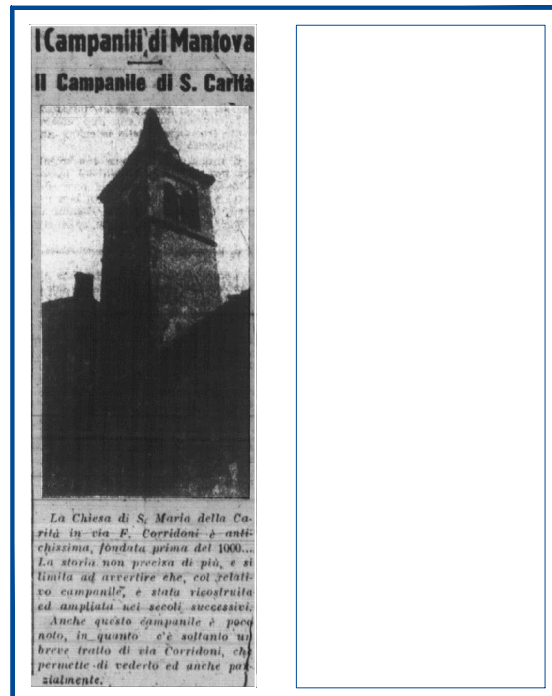 I Campanili di Mantova
Il Campanile di S. Carità
La Chiesa di S. Maria della Ca-
rità in via F. Corridoni è anti-
chissima, fondata prima del 1000...
La storia non precisa di più, e si
limita ad avvertire che, col relati-
vo campanile, è stata ricostruita
ed ampliata nei secoli successivi.
Anche questo campanile è poco
noto, in quanto c'è soltanto un
breve tratto di via Corridoni, che
permette di vederlo ed anche par-
zialmente.